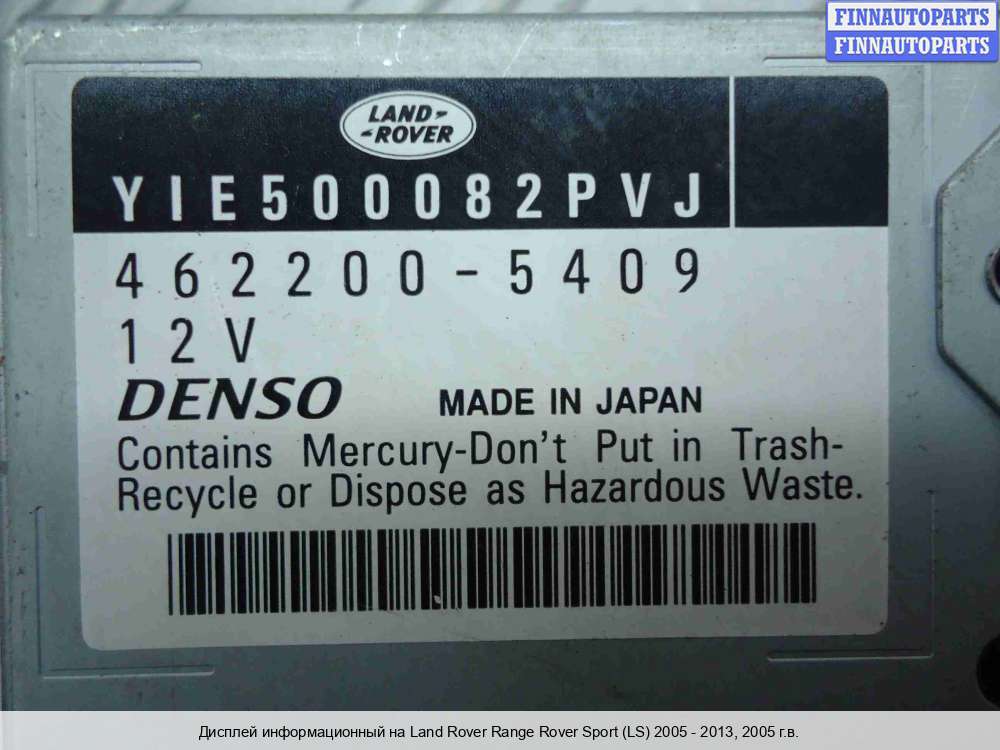 FINNAUTOPARTS
FINNAUTOPARTS
LAND-
-ROVER
YIE500082PVJ
462200-5409
12V
DENSO MADE IN JAPAN
Contains Mercury-Don't Put in Trash-
Recycle or Dispose as Hazardous Waste.
Дисплей информационный на Land Rover Range Rover Sport (LS) 2005 - 2013, 2005 г.в.